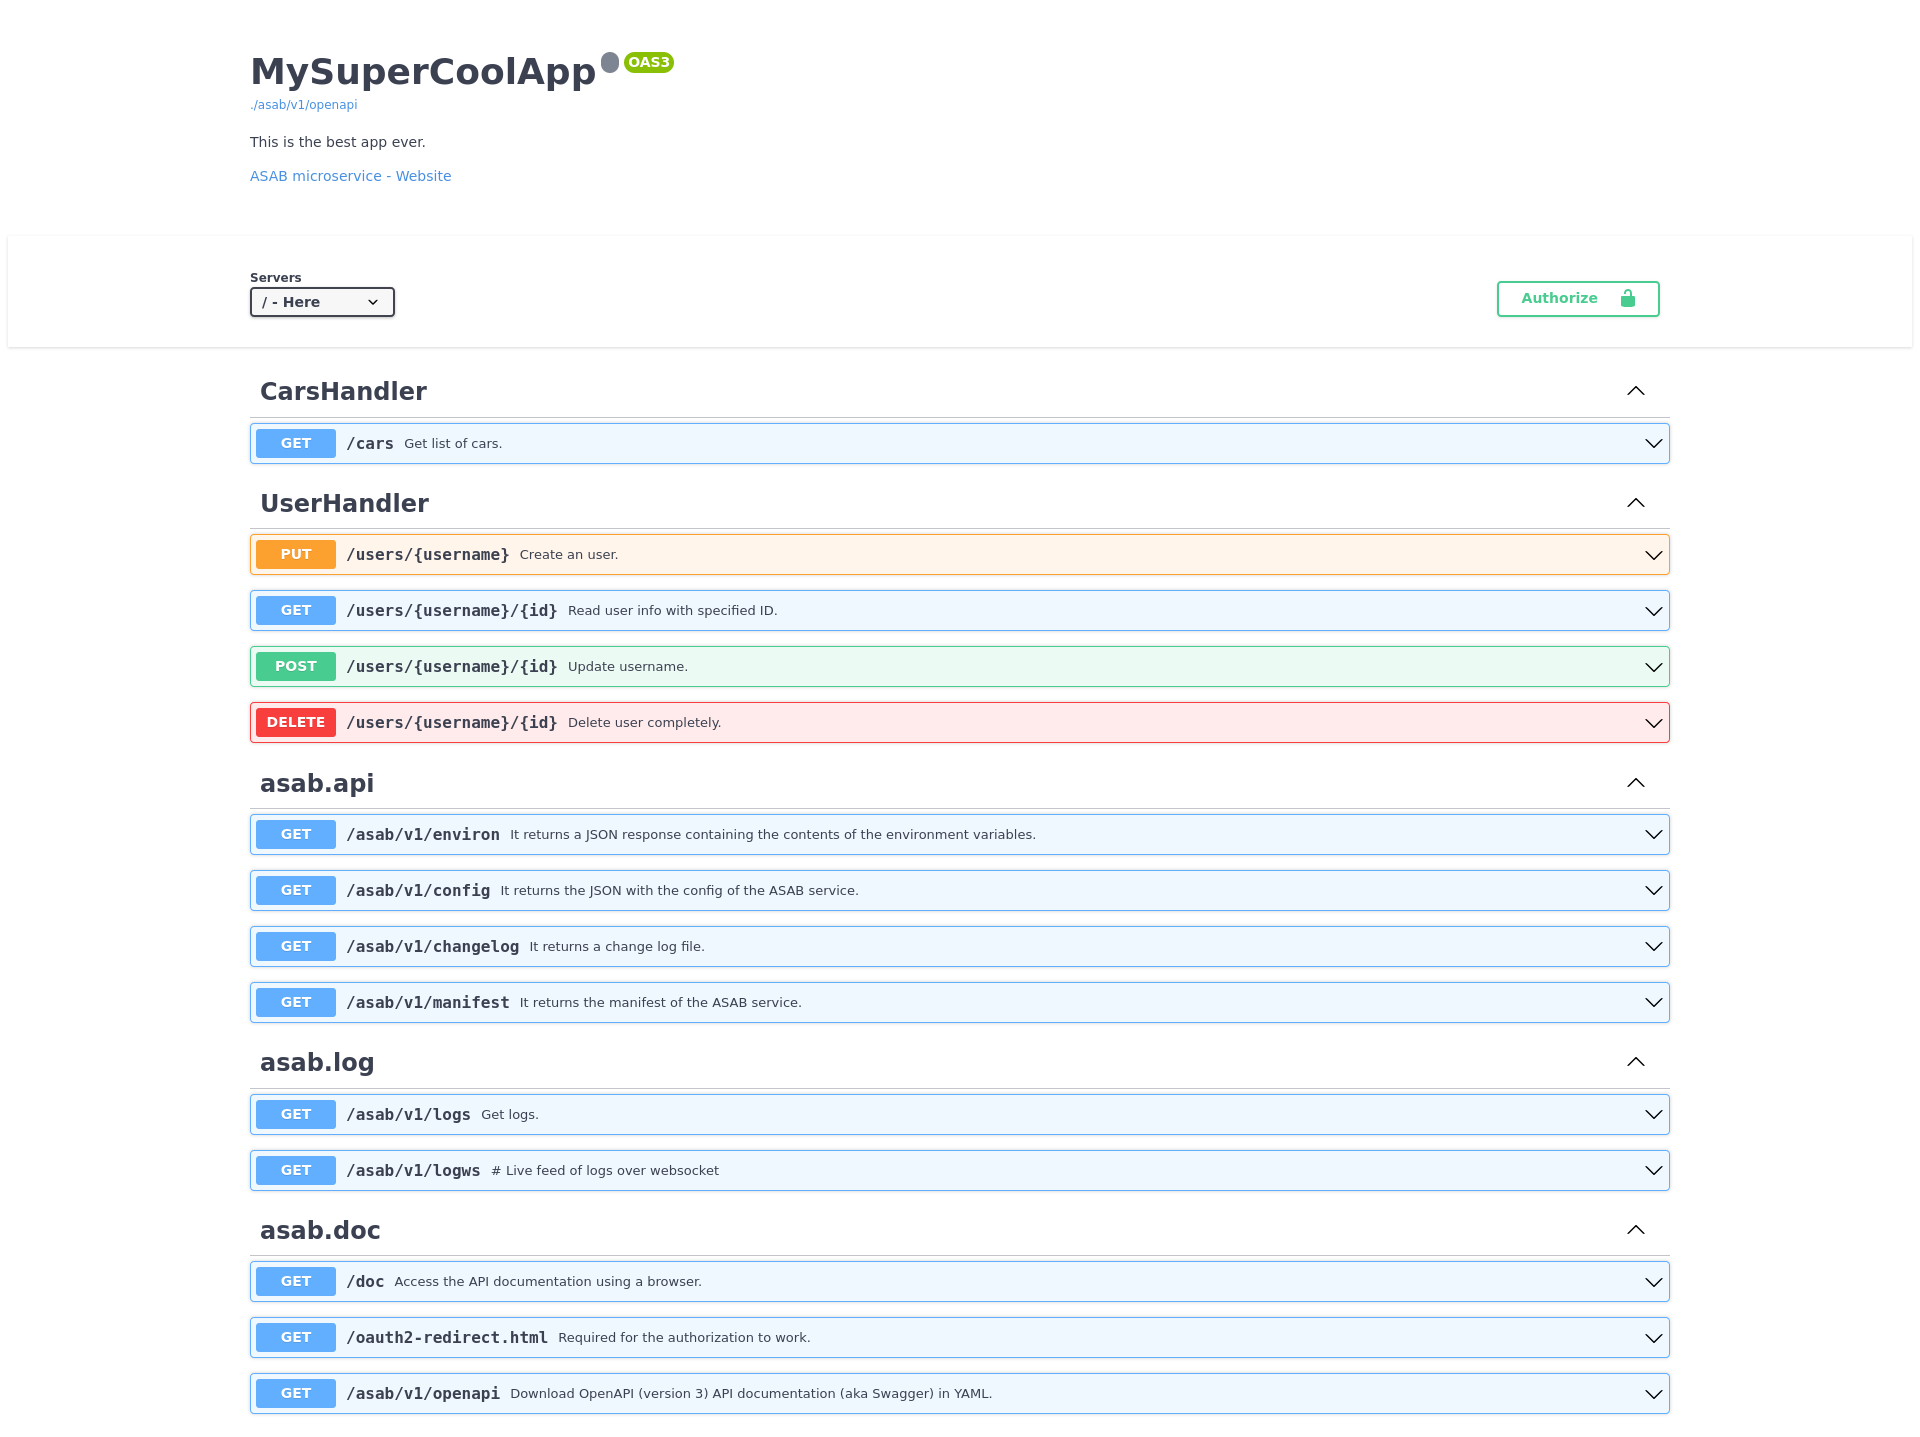 MySuperCoolApp OAS3
./asab/v1/openapi
This is the best app ever.
ASAB microservice - Website
Servers
/ - Here
Authorize
CarsHandler
GET /cars Get list of cars.
UserHandler
PUT /users/{username} Create an user.
GET /users/{username}/{id} Read user info with specified ID.
POST /users/{username}/{id} Update username.
DELETE /users/{username}/{id} Delete user completely.
asab.api
GET /asab/v1/environ It returns a JSON response containing the contents of the environment variables.
GET /asab/v1/config It returns the JSON with the config of the ASAB service.
GET /asab/v1/changelog It returns a change log file.
GET /asab/v1/manifest It returns the manifest of the ASAB service.
asab.log
GET /asab/v1/logs Get logs.
GET /asab/v1/logws # Live feed of logs over websocket
asab.doc
GET /doc Access the API documentation using a browser.
GET /oauth2-redirect.html Required for the authorization to work.
GET /asab/v1/openapi Download OpenAPI (version 3) API documentation (aka Swagger) in YAML.